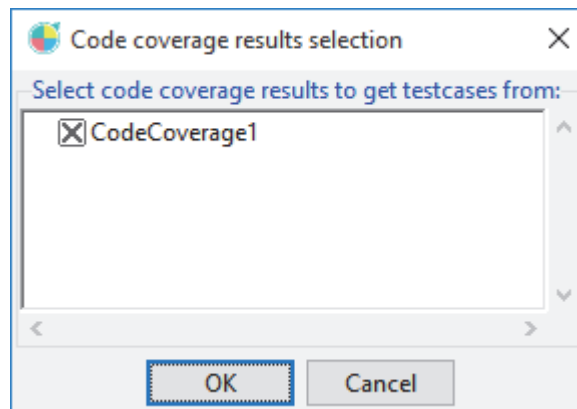 Code coverage results selection
Select code coverage results to get testcases from:
CodeCoverage1
OK
Cancel